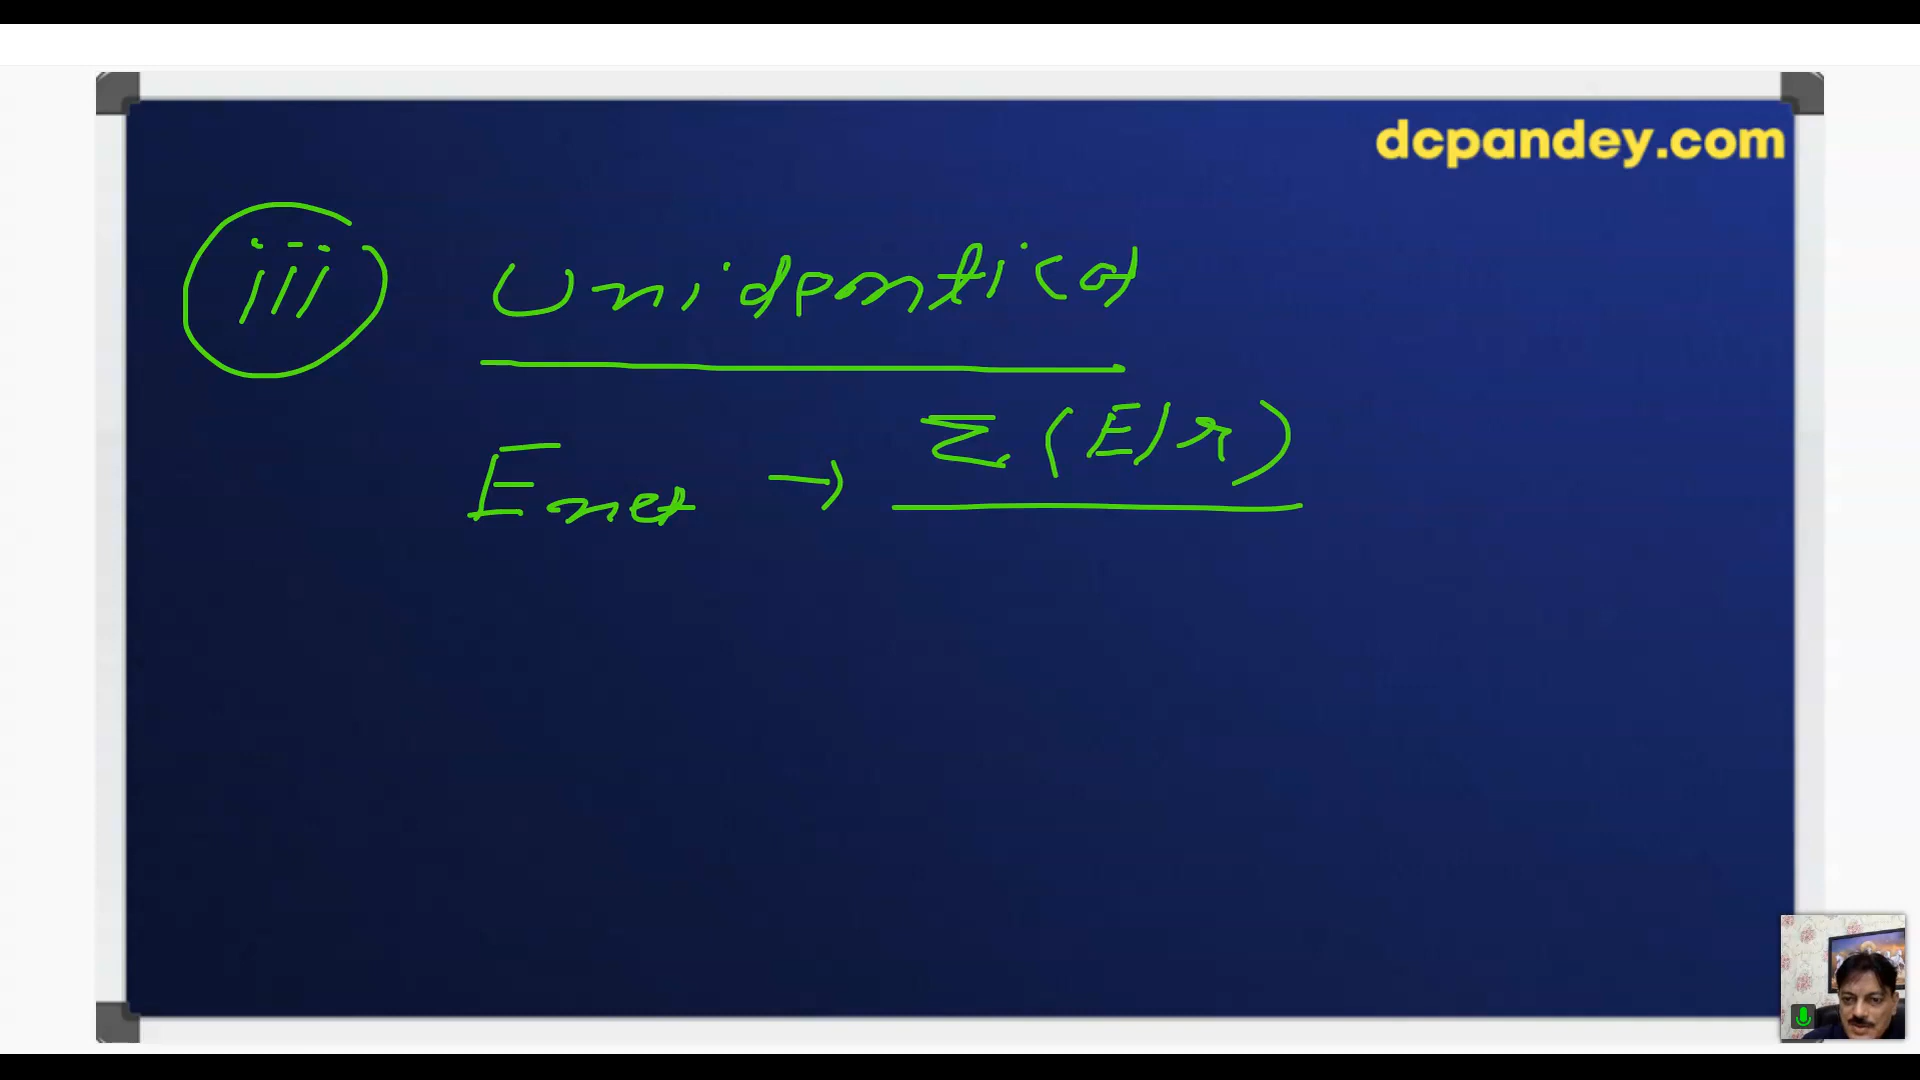 dcpandey.com
iii Unidentical
Enet → Σ(E/r)